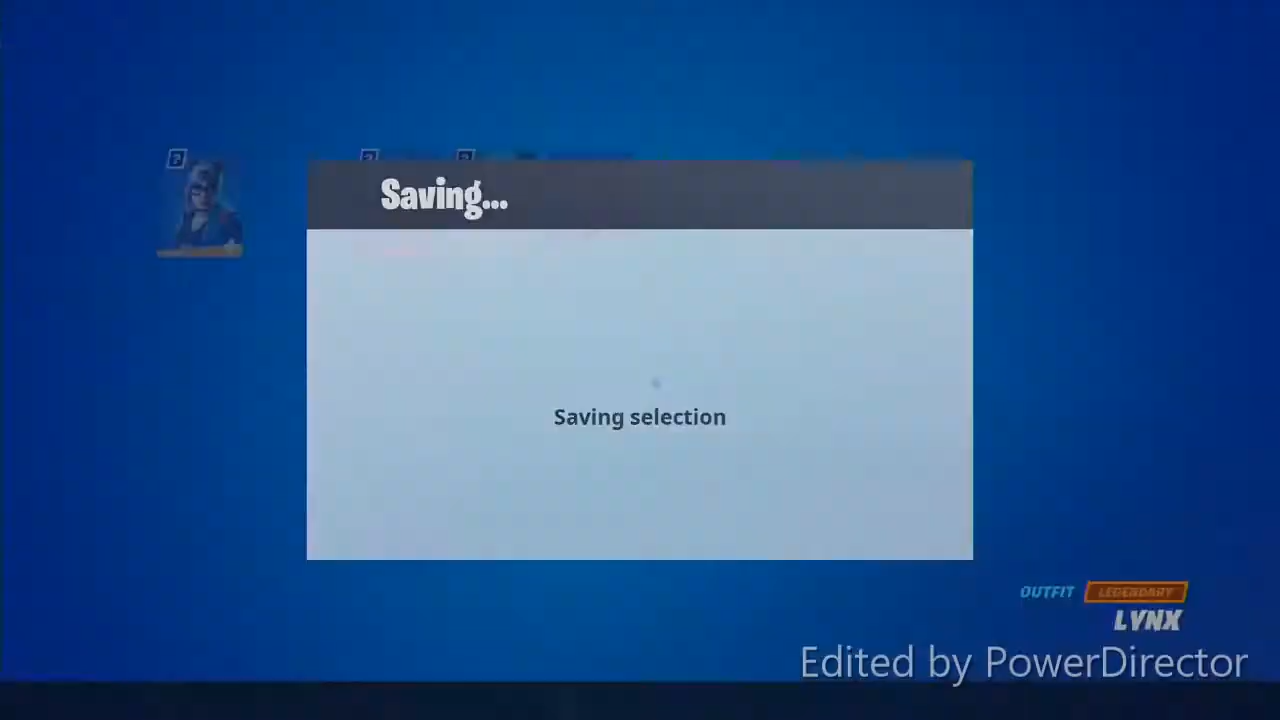 ?
?
?
Saving...
Saving selection
OUTFIT LEGENDARY
LYNX
Edited by PowerDirector